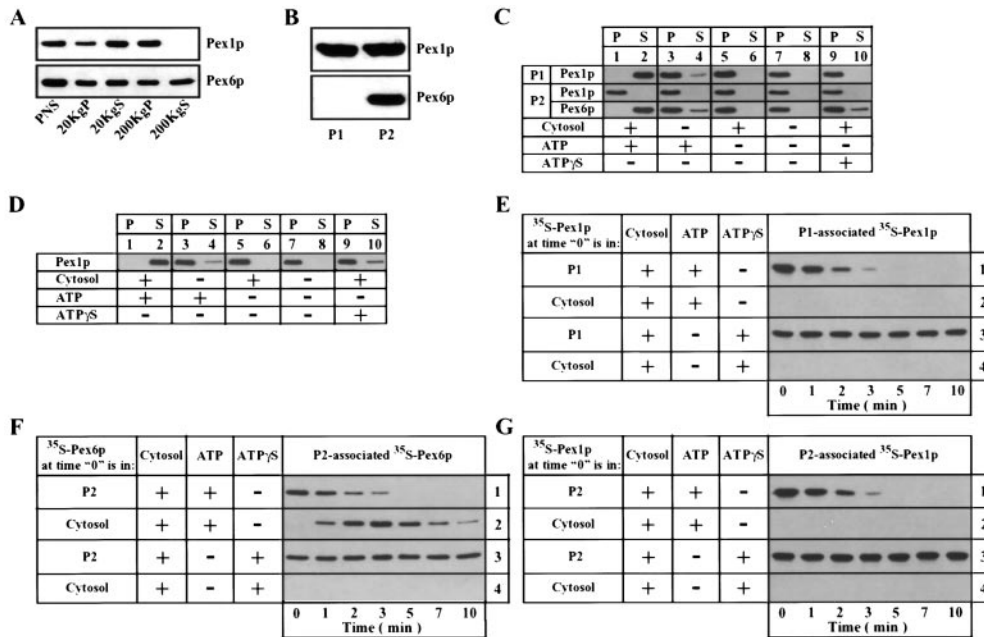 A
Pex1p
Pex6p
PNS 20KgP 20KgS 200KgP 200KgS
B
Pex1p
Pex6p
P1 P2
C
P S P S P S P S P S
1 2 3 4 5 6 7 8 9 10
P1 Pex1p
P2 Pex1p
Pex6p
Cytosol + - + - +
ATP + + - - -
ATPγS - - - - +
D
P S P S P S P S P S
1 2 3 4 5 6 7 8 9 10
Pex1p
Cytosol + - + - +
ATP + + - - -
ATPγS - - - - +
E
35S-Pex1p at time "0" is in: Cytosol ATP ATPγS P1-associated 35S-Pex1p
P1 + + - 1
Cytosol + + - 2
P1 + - + 3
Cytosol + - + 4
0 1 2 3 5 7 10
Time ( min )
F
35S-Pex6p at time "0" is in: Cytosol ATP ATPγS P2-associated 35S-Pex6p
P2 + + - 1
Cytosol + + - 2
P2 + - + 3
Cytosol + - + 4
0 1 2 3 5 7 10
Time ( min )
G
35S-Pex1p at time "0" is in: Cytosol ATP ATPγS P2-associated 35S-Pex1p
P2 + + - 1
Cytosol + + - 2
P2 + - + 3
Cytosol + - + 4
0 1 2 3 5 7 10
Time ( min )